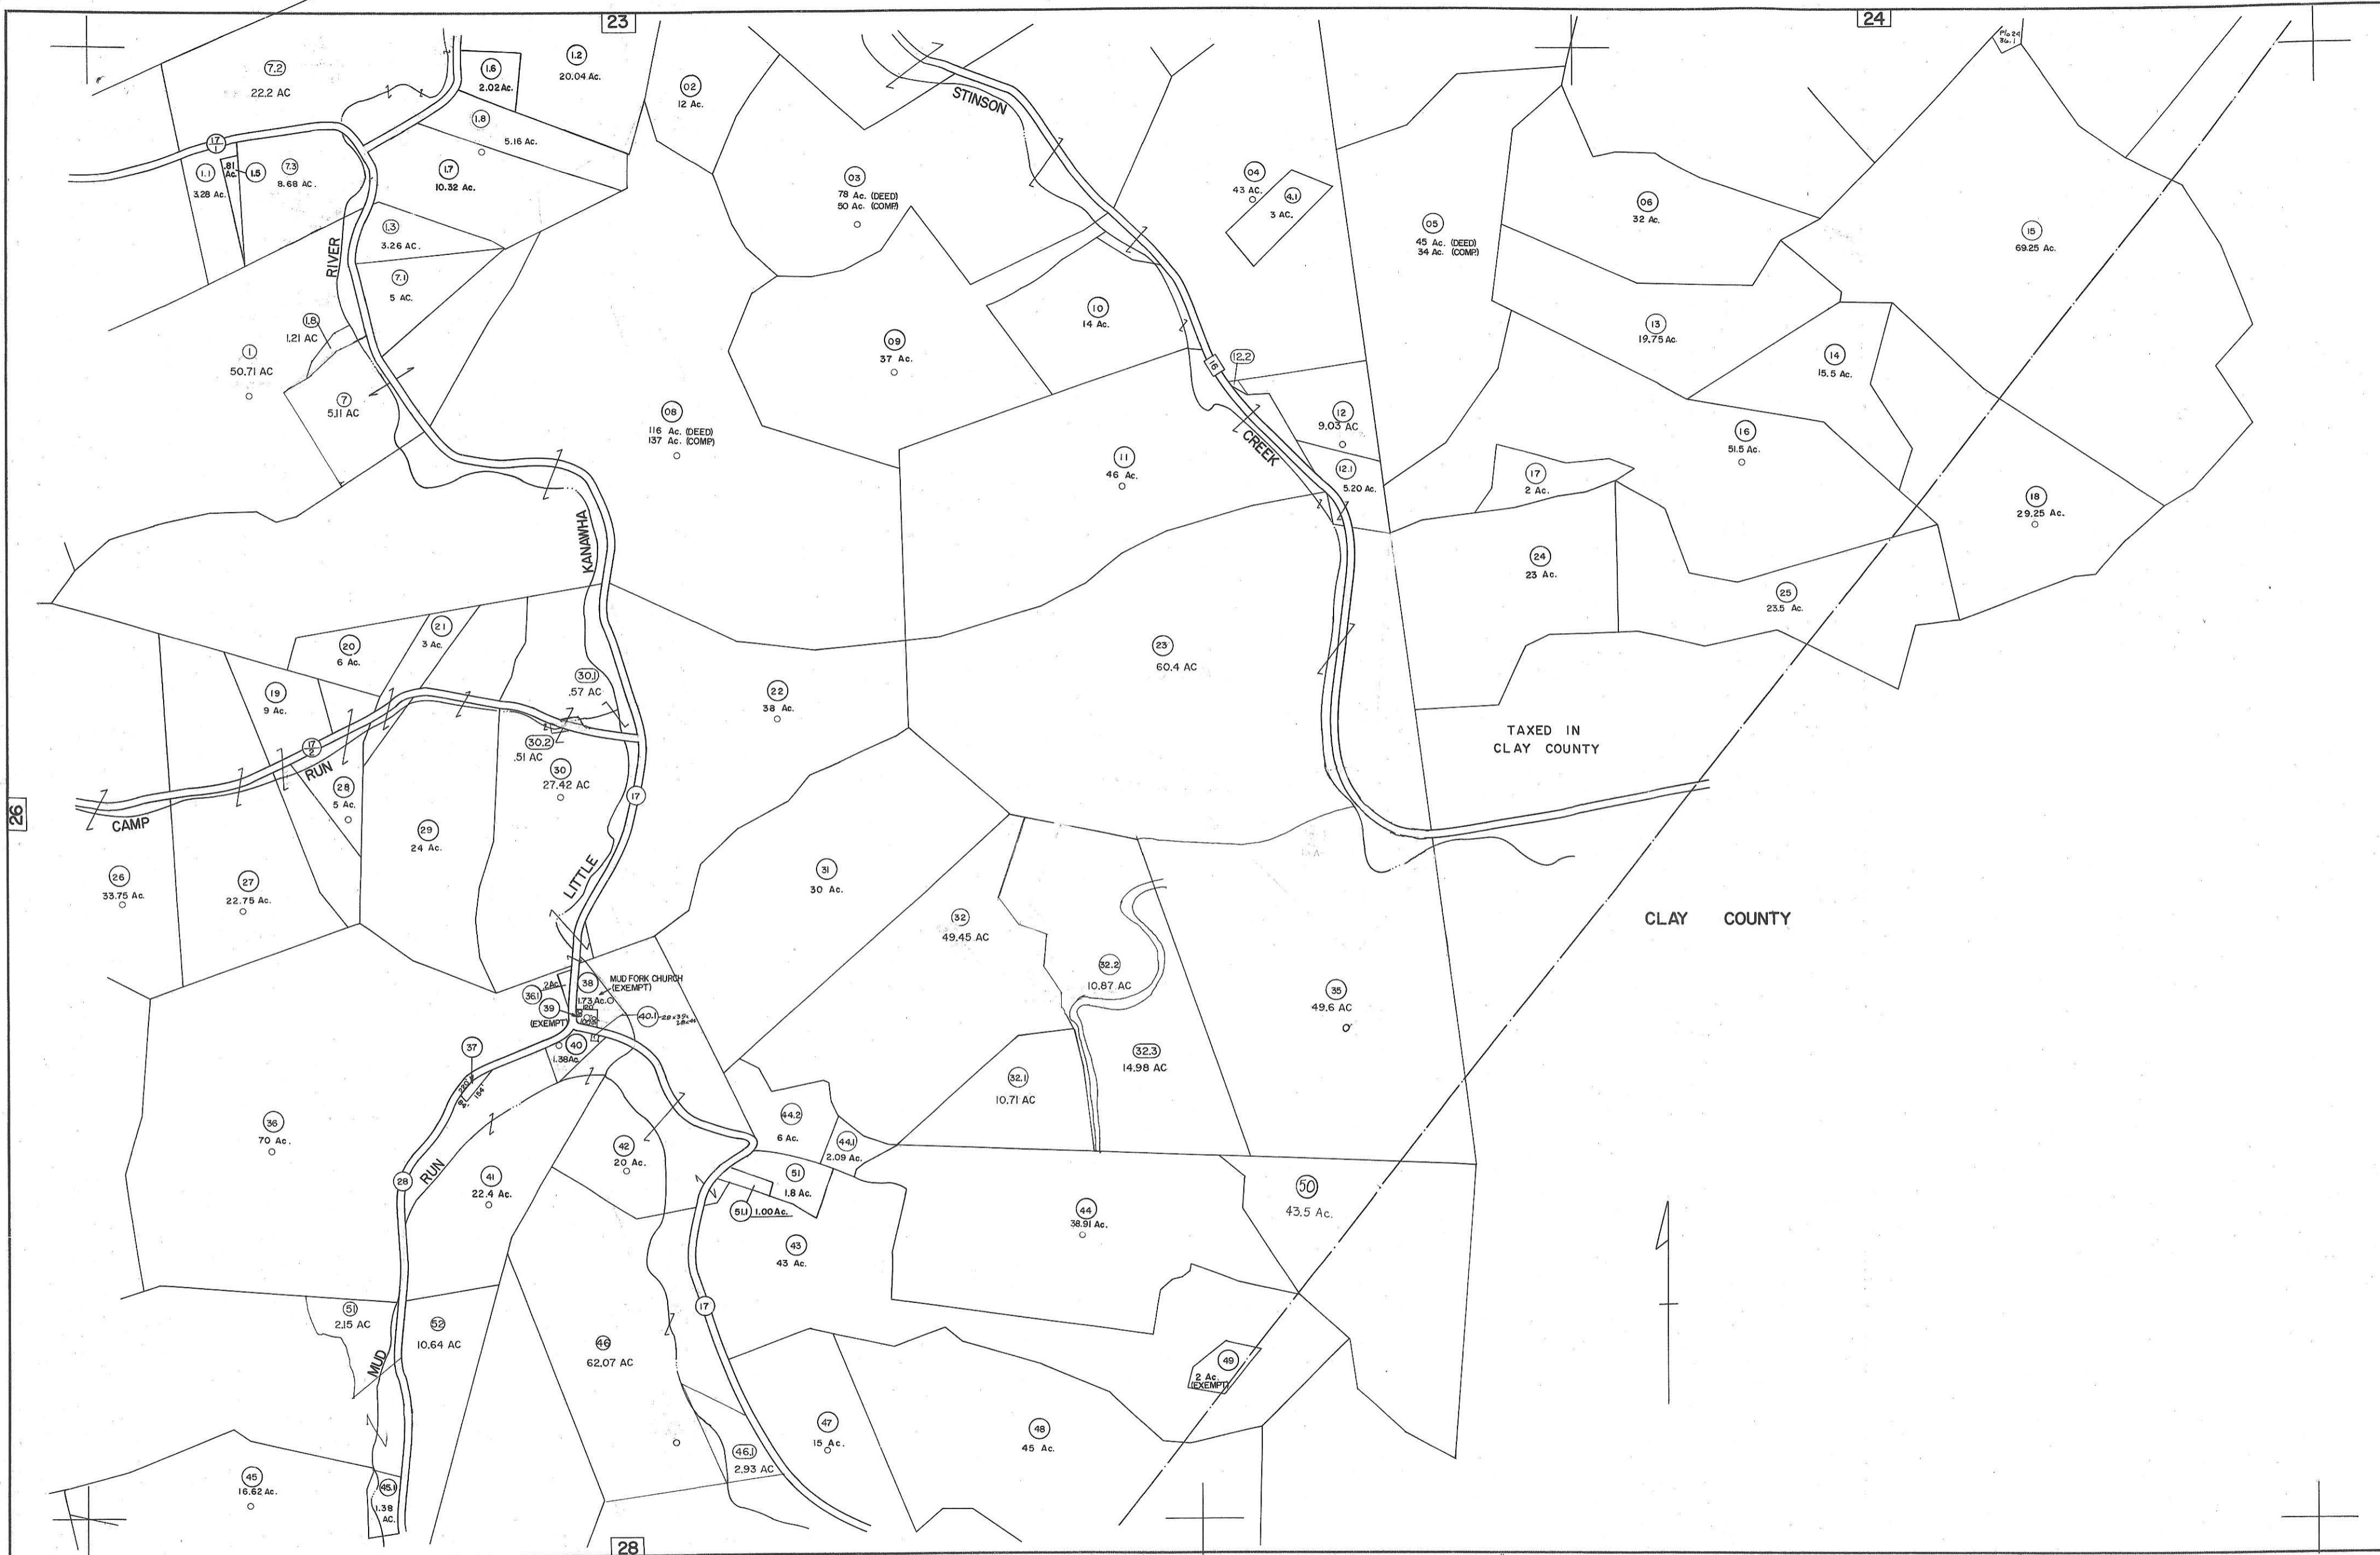 23
24
7.2
22.2 AC
1.6
2.02 Ac.
1.2
20.04 Ac.
02
12 Ac.
STINSON
P/o 24
36.1
17
1
1.8
5.16 Ac.
1.1
3.28 Ac.
.81
Ac.
1.5
7.3
8.68 AC.
1.7
10.32 Ac.
03
78 Ac. (DEED)
50 Ac. (COMP.)
04
43 AC.
4.1
3 AC.
05
45 Ac. (DEED)
34 Ac. (COMP.)
06
32 Ac.
15
69.25 Ac.
RIVER
1.3
3.26 AC.
7.1
5 AC.
1.8
1.21 AC
1
50.71 AC
7
5.11 AC
08
116 Ac. (DEED)
137 Ac. (COMP.)
09
37 Ac.
10
14 Ac.
16
12.2
13
19.75 Ac.
14
15.5 Ac.
12
9.03 AC
CREEK
11
46 Ac.
12.1
5.20 Ac.
17
2 Ac.
16
51.5 Ac.
18
29.25 Ac.
KANAWHA
24
23 Ac.
25
23.5 Ac.
20
6 Ac.
21
3 Ac.
19
9 Ac.
30.1
.57 AC
22
38 Ac.
23
60.4 AC
TAXED IN
CLAY COUNTY
17
2
RUN
30.2
.51 AC
30
27.42 AC
17
28
5 Ac.
26
CAMP
29
24 Ac.
LITTLE
26
33.75 Ac.
27
22.75 Ac.
31
30 Ac.
32
49.45 AC
CLAY COUNTY
32.2
10.87 AC
35
49.6 AC
36.1
.2Ac.
38
1.73 Ac.
MUD FORK CHURCH
(EXEMPT)
39
(EXEMPT)
40.1
40
1.38Ac.
37
154'
32.3
14.98 AC
32.1
10.71 AC
36
70 Ac.
44.2
6 Ac.
44.1
2.09 Ac.
42
20 Ac.
28
RUN
41
22.4 Ac.
51
1.8 Ac.
51.1
1.00 Ac.
44
38.91 Ac.
50
43.5 Ac.
43
43 Ac.
51
2.15 AC
52
10.64 AC
17
46
62.07 AC
MUD
49
2 Ac.
(EXEMPT)
47
15 Ac.
48
45 Ac.
46.1
2.93 AC
45
16.62 Ac.
45.1
1.38
AC.
28